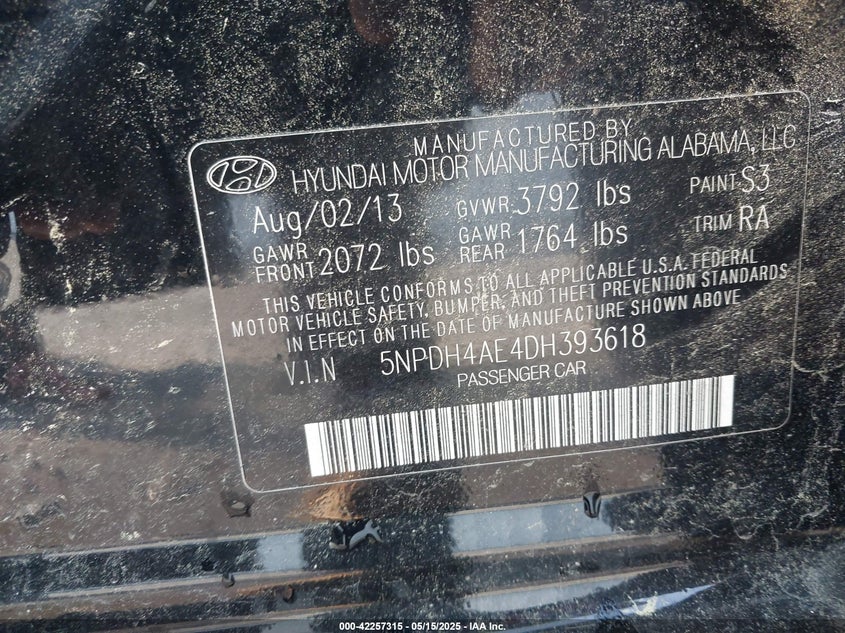 MANUFACTURED BY
HYUNDAI MOTOR MANUFACTURING ALABAMA, LLC
Aug/02/13 GVWR 3792 lbs PAINT S3
GAWR FRONT 2072 lbs GAWR REAR 1764 lbs TRIM RA
THIS VEHICLE CONFORMS TO ALL APPLICABLE U.S.A. FEDERAL
MOTOR VEHICLE SAFETY, BUMPER, AND THEFT PREVENTION STANDARDS
IN EFFECT ON THE DATE OF MANUFACTURE SHOWN ABOVE
V.I.N 5NPDH4AE4DH393618
PASSENGER CAR
000-42257315 - 05/15/2025 - IAA Inc.